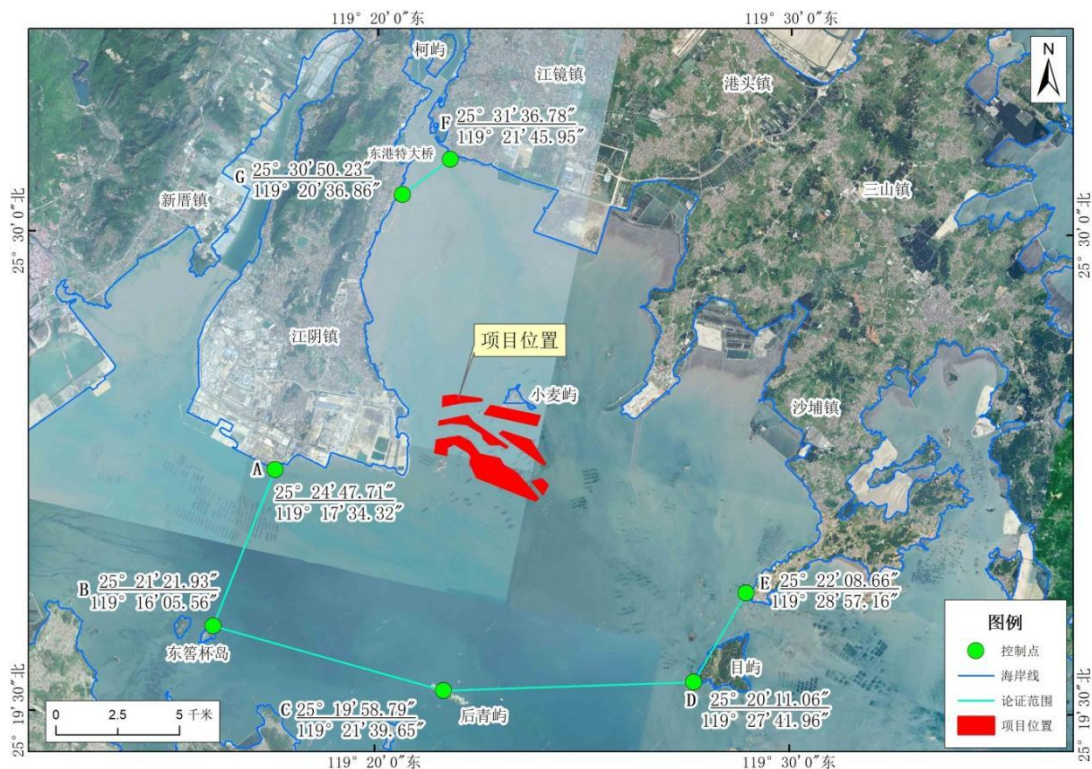 119° 20′0″东
119° 30′0″东
柯屿
江镜镇
港头镇
N
F
25° 31′36.78″
119° 21′45.95″
东港特大桥
G
25° 30′50.23″
119° 20′36.86″
新厝镇
三山镇
25° 30′0″北
25° 30′0″北
江阴镇
项目位置
小麦屿
沙埔镇
A
25° 24′47.71″
119° 17′34.32″
B
25° 21′21.93″
119° 16′05.56″
E
25° 22′08.66″
119° 28′57.16″
东箬杯岛
目屿
D
25° 20′11.06″
119° 27′41.96″
后青屿
C
25° 19′58.79″
119° 21′39.65″
图例
控制点
海岸线
论证范围
项目位置
0 2.5 5 千米
25° 19′30″北
25° 19′30″北
119° 20′0″东
119° 30′0″东